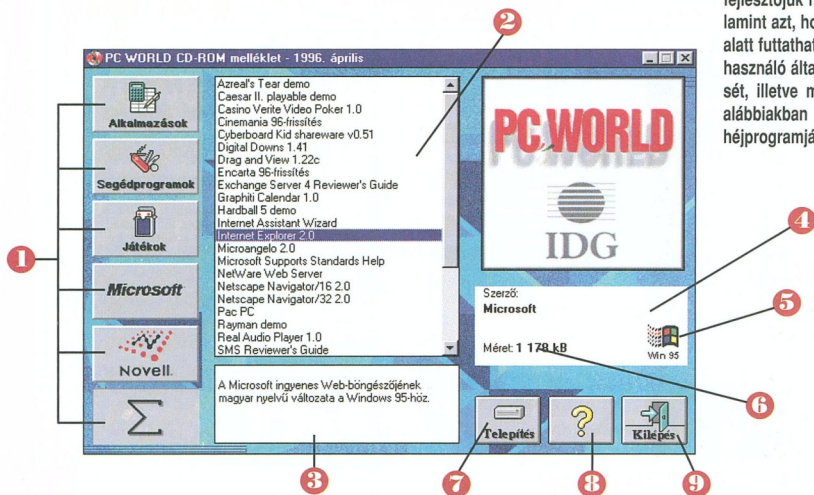 fejlesztőjük
lamint azt, ho
alatt futtathat
használó álta
sét, illetve m
alábbiakban
héjprogramjá
2
PC WORLD CD-ROM melléklet - 1996. április
1
Alkalmazások
Segédprogramok
Játékok
Microsoft
NOVELL
Σ
Azreal's Tear demo
Caesar II. playable demo
Casino Verite Video Poker 1.0
Cinemania 96-frissítés
Cyberboard Kid shareware v0.51
Digital Downs 1.41
Drag and View 1.22c
Encarta 96-frissítés
Exchange Server 4 Reviewer's Guide
Graphiti Calendar 1.0
Hardball 5 demo
Internet Assistant Wizard
Internet Explorer 2.0
Microangelo 2.0
Microsoft Supports Standards Help
NetWare Web Server
Netscape Navigator/16 2.0
Netscape Navigator/32 2.0
Pac PC
Rayman demo
Real Audio Player 1.0
SMS Reviewer's Guide
A Microsoft ingyenes Web-böngészőjének
magyar nyelvű változata a Windows 95-höz.
3
PC WORLD
IDG
4
Szerző:
Microsoft
5
Méret: 1 178 kB
Win 95
6
Telepítés
?
Kilépés
7
8
9